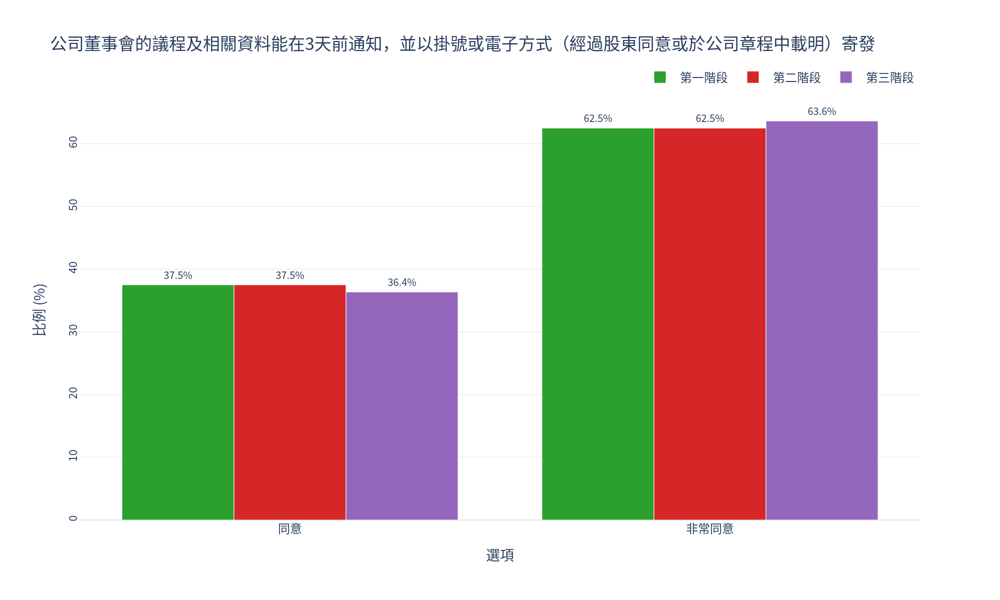 公司董事會的議程及相關資料能在3天前通知，並以掛號或電子方式（經過股東同意或於公司章程中載明）寄發
第一階段 第二階段 第三階段
63.6%
62.5% 62.5%
60
50
40
37.5% 37.5%
36.4%
比例 (%)
30
20
10
0
同意 非常同意
選項